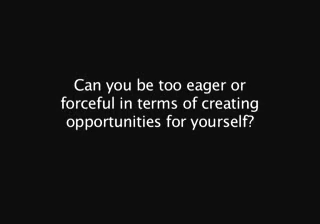 Can you be too eager or
forceful in terms of creating
opportunities for yourself?